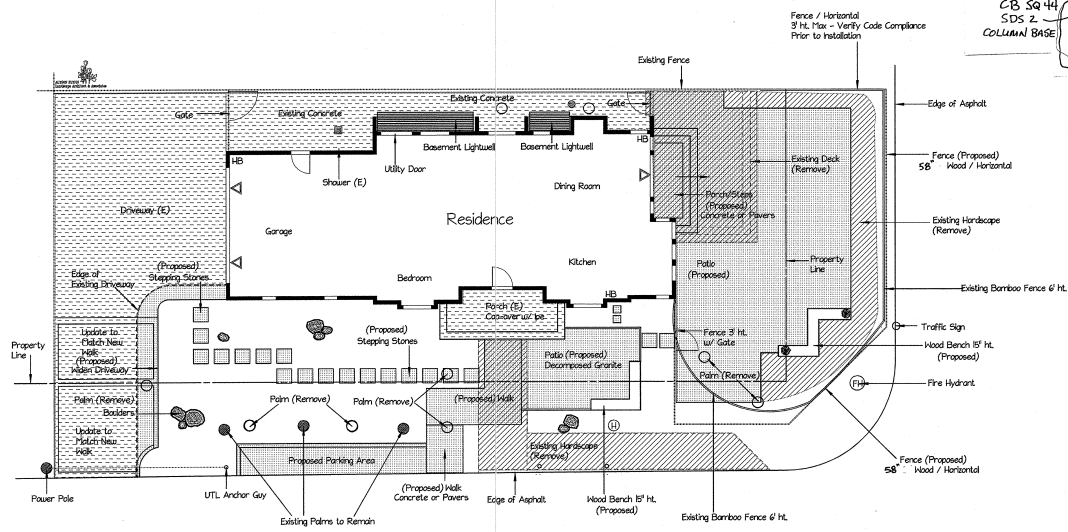 CB SQ 44
SDS 2
COLUMN BASE
Fence / Horizontal
3' ht. Max - Verify Code Compliance
Prior to Installation
Existing Fence
Gate
Existing Concrete
Existing Concrete
Gate
Edge of Asphalt
HB
Shower (E)
Utility Door
Basement Lightwell
Basement Lightwell
HB
Existing Deck
(Remove)
Fence (Proposed)
58" Wood / Horizontal
Driveway (E)
Garage
Residence
Dining Room
Porch/Steps
(Proposed)
Concrete or Pavers
Existing Hardscape
(Remove)
(Proposed)
Stepping Stones
Edge of
Existing Driveway
Bedroom
Kitchen
Patio
(Proposed)
Property
Line
HB
Existing Bamboo Fence 6' ht.
Porch (E)
Cap-over w/ Ipe
Update to
Match New
Walk
(Proposed)
Widen Driveway
(Proposed)
Stepping Stones
Fence 3' ht.
w/ Gate
Traffic Sign
Wood Bench 15" ht.
(Proposed)
Property
Line
Patio (Proposed)
Decomposed Granite
Palm (Remove)
FH
Fire Hydrant
Palm (Remove)
Boulders
Palm (Remove)
Palm (Remove)
(Proposed) Walk
Update to
Match New
Walk
Proposed Parking Area
Existing Hardscape
(Remove)
Fence (Proposed)
58" Wood / Horizontal
Power Pole
UTL Anchor Guy
(Proposed) Walk
Concrete or Pavers
Edge of Asphalt
Wood Bench 15" ht.
(Proposed)
Existing Palms to Remain
Existing Bamboo Fence 6' ht.